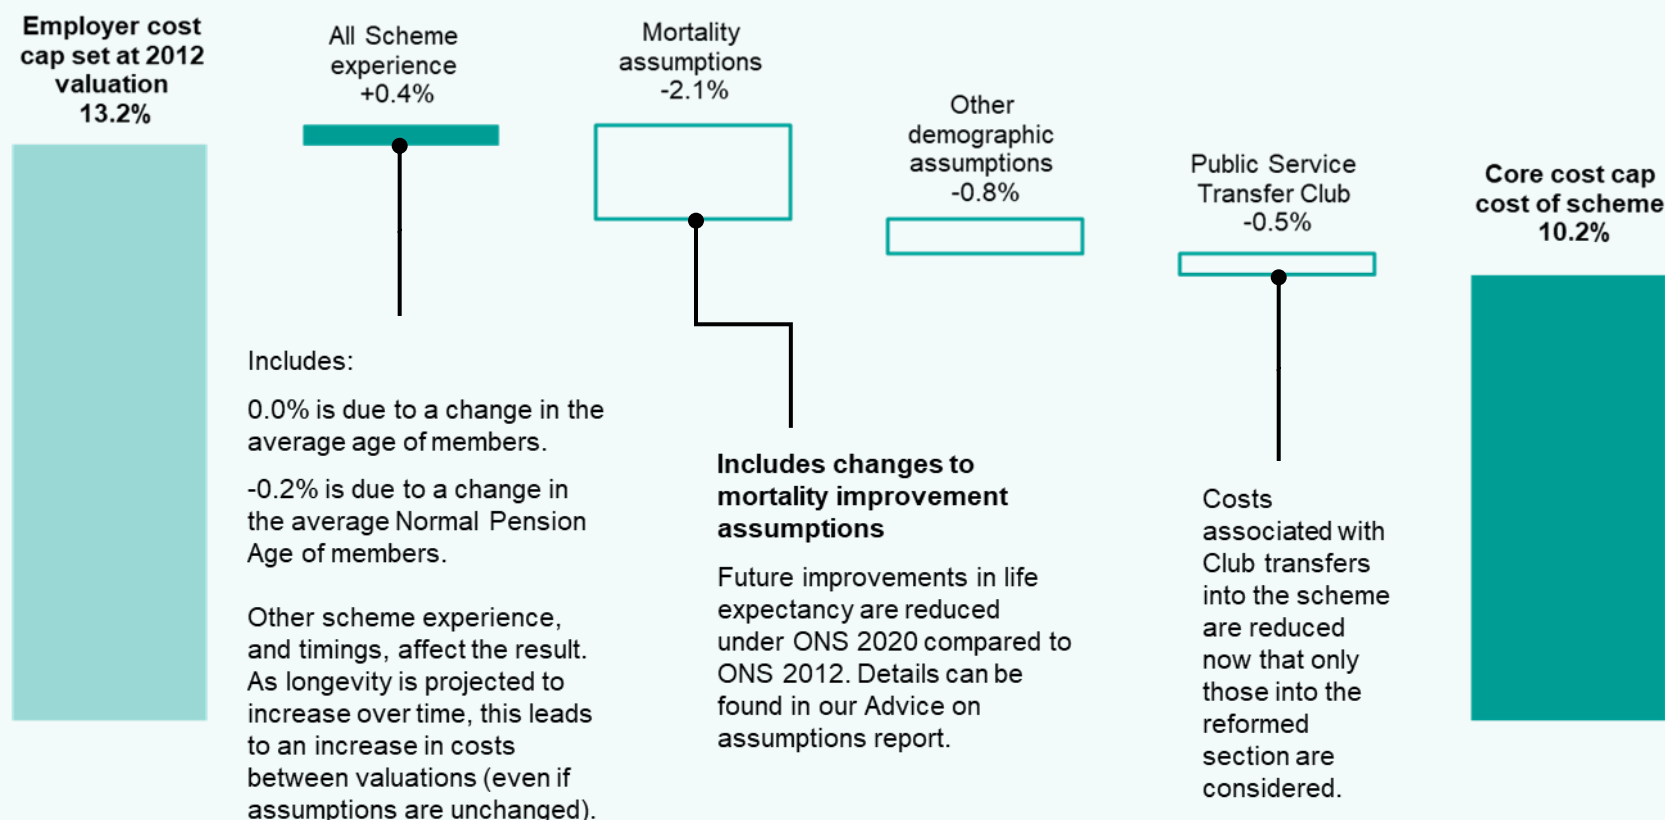 Employer cost
cap set at 2012
valuation
13.2%
All Scheme
experience
+0.4%
Mortality
assumptions
-2.1%
Other
demographic
assumptions
-0.8%
Public Service
Transfer Club
-0.5%
Core cost cap
cost of scheme
10.2%
Includes:
0.0% is due to a change in the
average age of members.
-0.2% is due to a change in
the average Normal Pension
Age of members.
Other scheme experience,
and timings, affect the result.
As longevity is projected to
increase over time, this leads
to an increase in costs
between valuations (even if
assumptions are unchanged).
Includes changes to
mortality improvement
assumptions
Future improvements in life
expectancy are reduced
under ONS 2020 compared to
ONS 2012. Details can be
found in our Advice on
assumptions report.
Costs
associated with
Club transfers
into the scheme
are reduced
now that only
those into the
reformed
section are
considered.